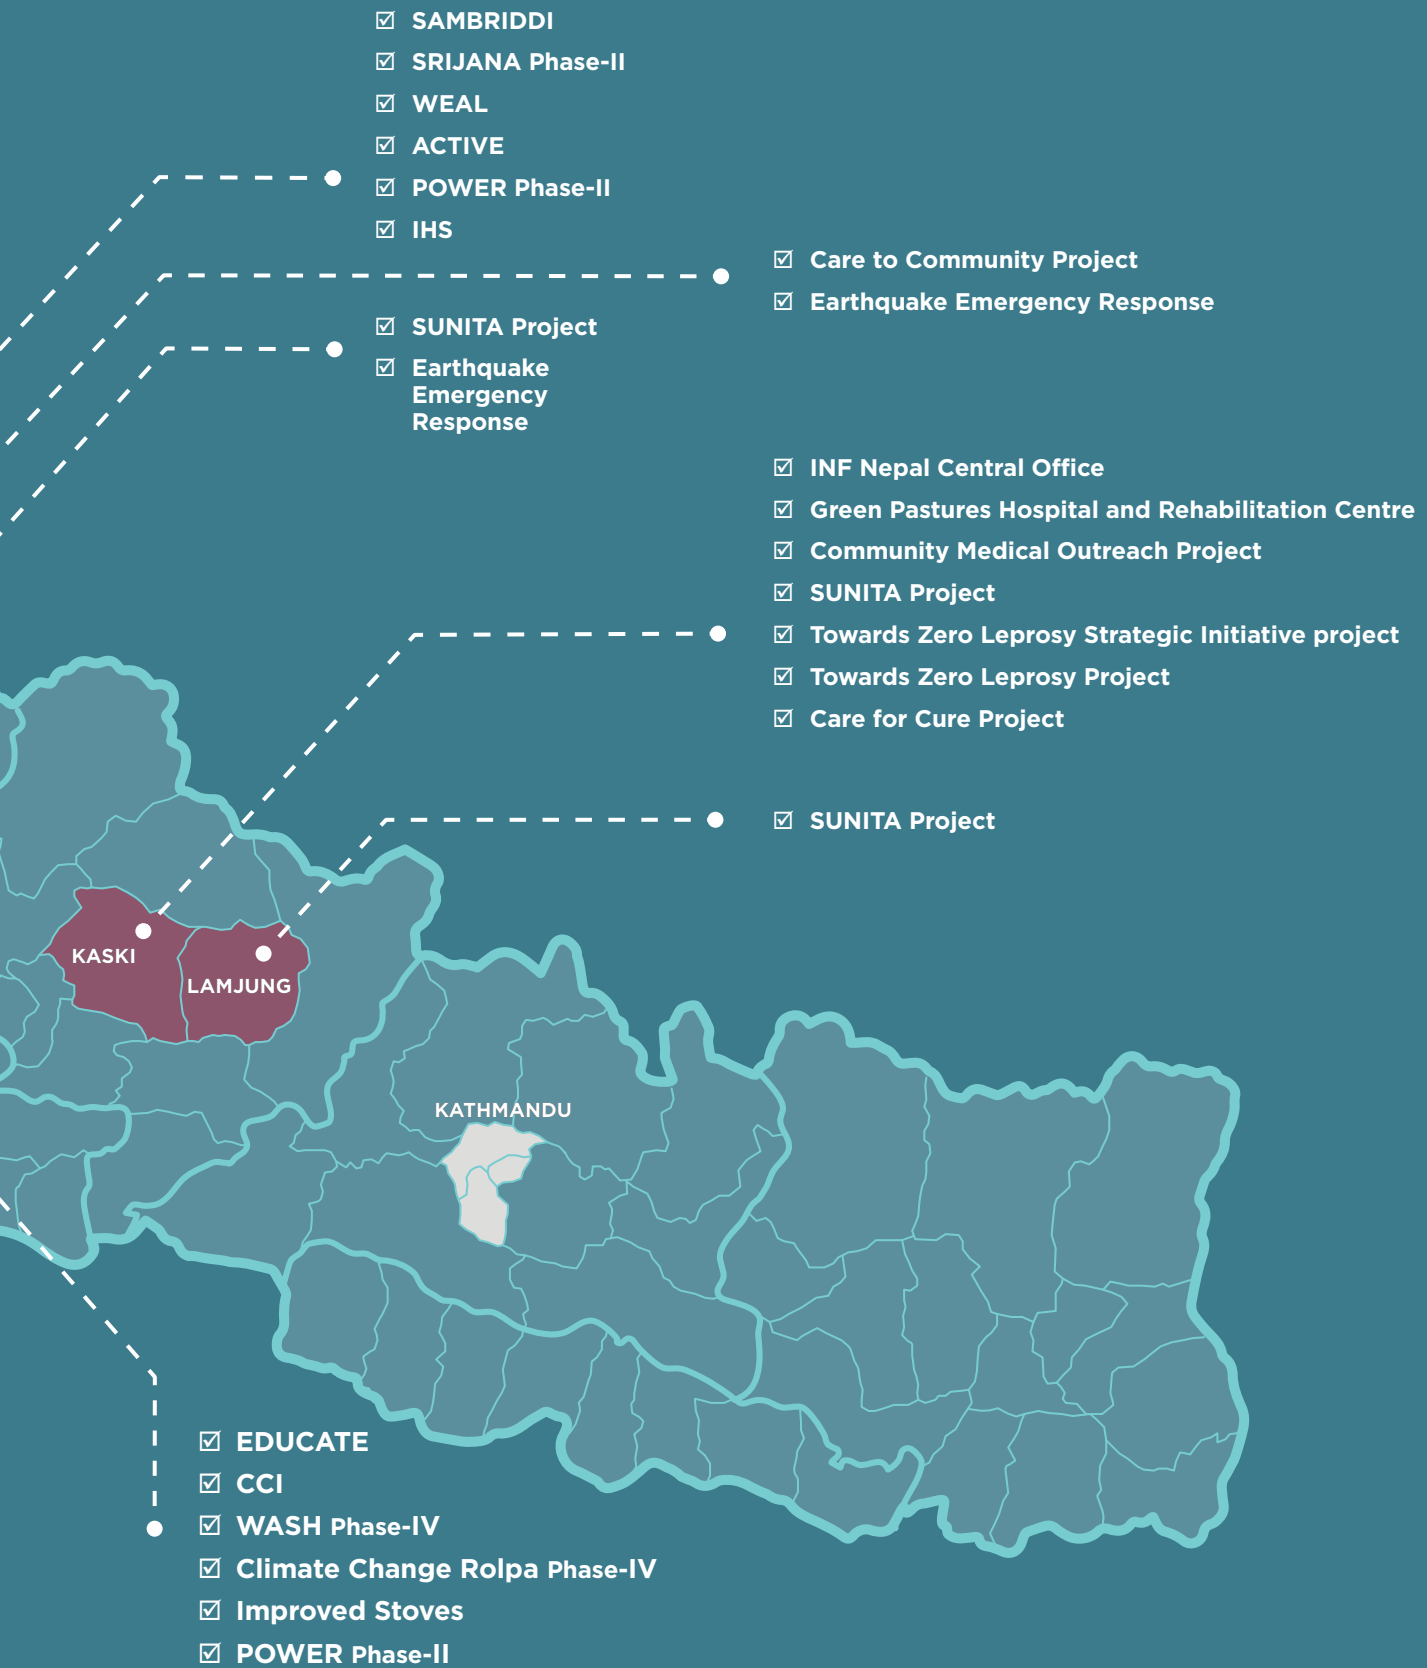 SAMBRIDDI
SRIJANA Phase-II
WEAL
ACTIVE
POWER Phase-II
IHS
Care to Community Project
Earthquake Emergency Response
SUNITA Project
Earthquake
Emergency
Response
INF Nepal Central Office
Green Pastures Hospital and Rehabilitation Centre
Community Medical Outreach Project
SUNITA Project
Towards Zero Leprosy Strategic Initiative project
Towards Zero Leprosy Project
Care for Cure Project
SUNITA Project
KASKI
LAMJUNG
KATHMANDU
EDUCATE
CCI
WASH Phase-IV
Climate Change Rolpa Phase-IV
Improved Stoves
POWER Phase-II